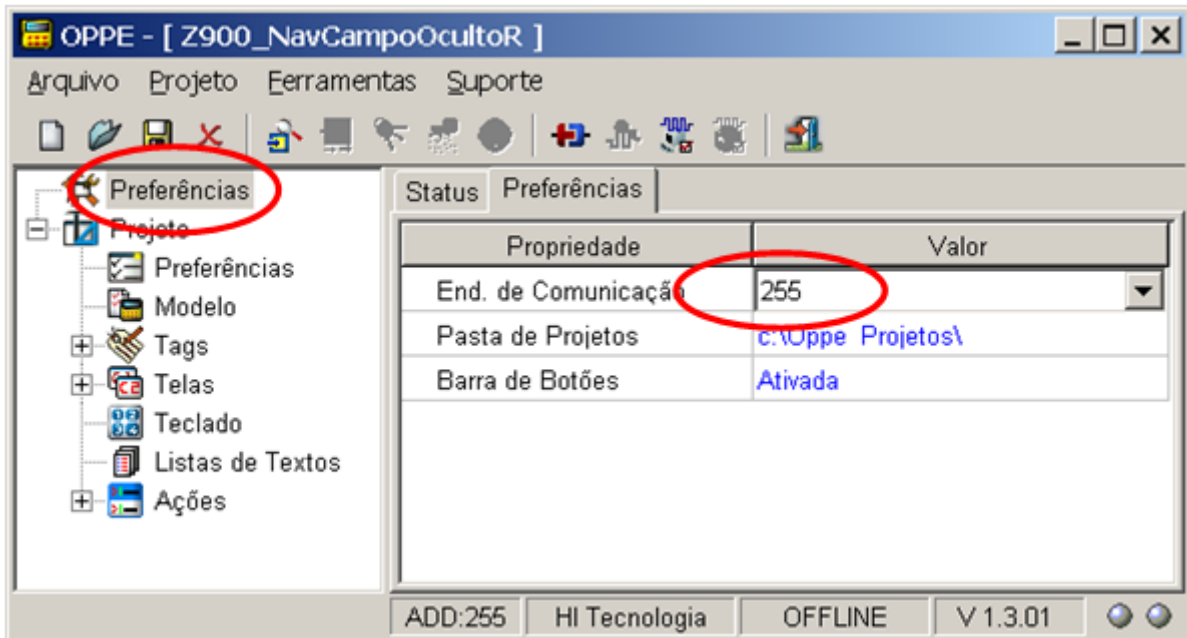 OPPE - [ Z900_NavCampoOcultoR ]
Arquivo Projeto Ferramentas Suporte
Preferências
Projeto
Preferências
Modelo
Tags
Telas
Teclado
Listas de Textos
Ações
Status Preferências
Propriedade Valor
End. de Comunicação 255
Pasta de Projetos c:\Oppe Projetos\
Barra de Botões Ativada
ADD:255 HI Tecnologia OFFLINE V 1.3.01